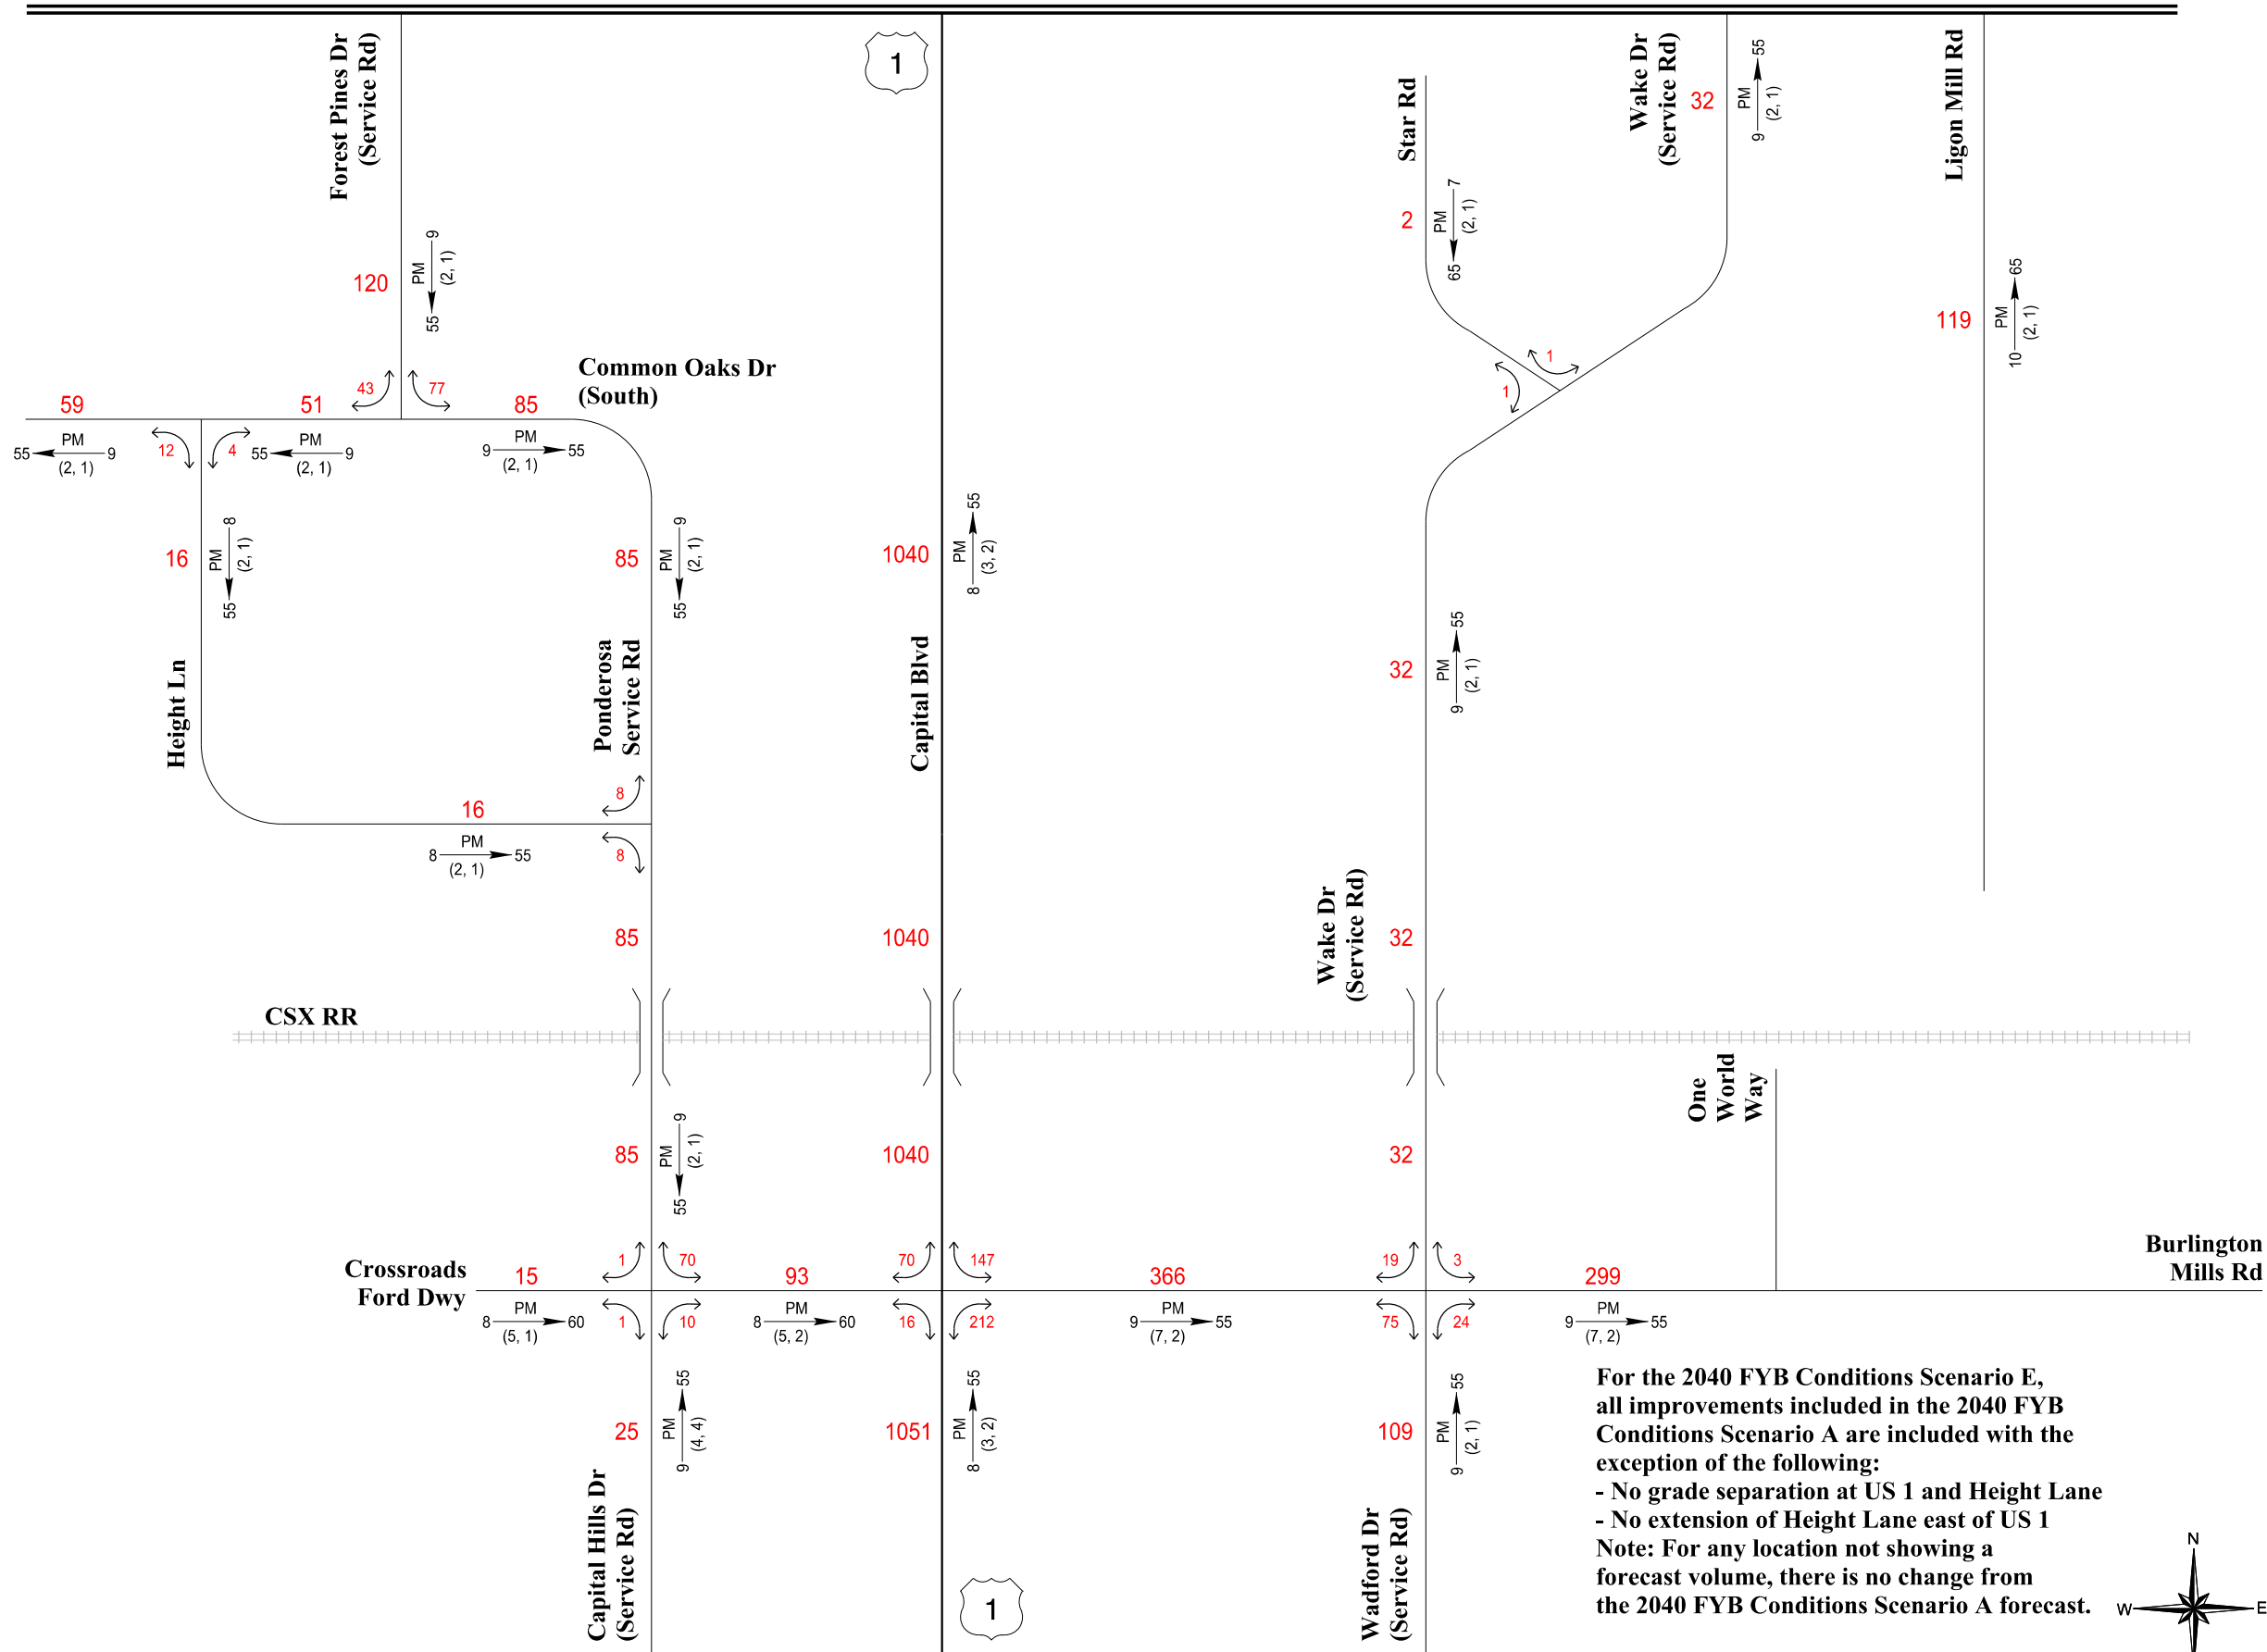 Forest Pines Dr
(Service Rd)
1
Star Rd
Wake Dr
(Service Rd)
Ligon Mill Rd
32
9 PM 55
(2, 1)
2
7 PM 65
(2, 1)
120
9 PM 55
(2, 1)
119
10 PM 65
(2, 1)
1
1
Common Oaks Dr
(South)
59
51
43
77
85
55 PM 9
(2, 1)
12
4
55 PM 9
(2, 1)
9 PM 55
(2, 1)
16
8 PM 55
(2, 1)
85
9 PM 55
(2, 1)
1040
8 PM 55
(3, 2)
32
9 PM 55
(2, 1)
Height Ln
Ponderosa
Service Rd
Capital Blvd
16
8
8 PM 55
(2, 1)
8
85
1040
Wake Dr
(Service Rd)
32
CSX RR
One
World
Way
85
9 PM 55
(2, 1)
1040
32
Crossroads
Ford Dwy
15
1
70
93
70
147
366
19
3
299
Burlington
Mills Rd
8 PM 60
(5, 1)
1
10
8 PM 60
(5, 2)
16
212
9 PM 55
(7, 2)
75
24
9 PM 55
(7, 2)
25
9 PM 55
(4, 4)
1051
8 PM 55
(3, 2)
109
9 PM 55
(2, 1)
Capital Hills Dr
(Service Rd)
1
Wadford Dr
(Service Rd)
For the 2040 FYB Conditions Scenario E,
all improvements included in the 2040 FYB
Conditions Scenario A are included with the
exception of the following:
- No grade separation at US 1 and Height Lane
- No extension of Height Lane east of US 1
Note: For any location not showing a
forecast volume, there is no change from
the 2040 FYB Conditions Scenario A forecast.
N
W
E